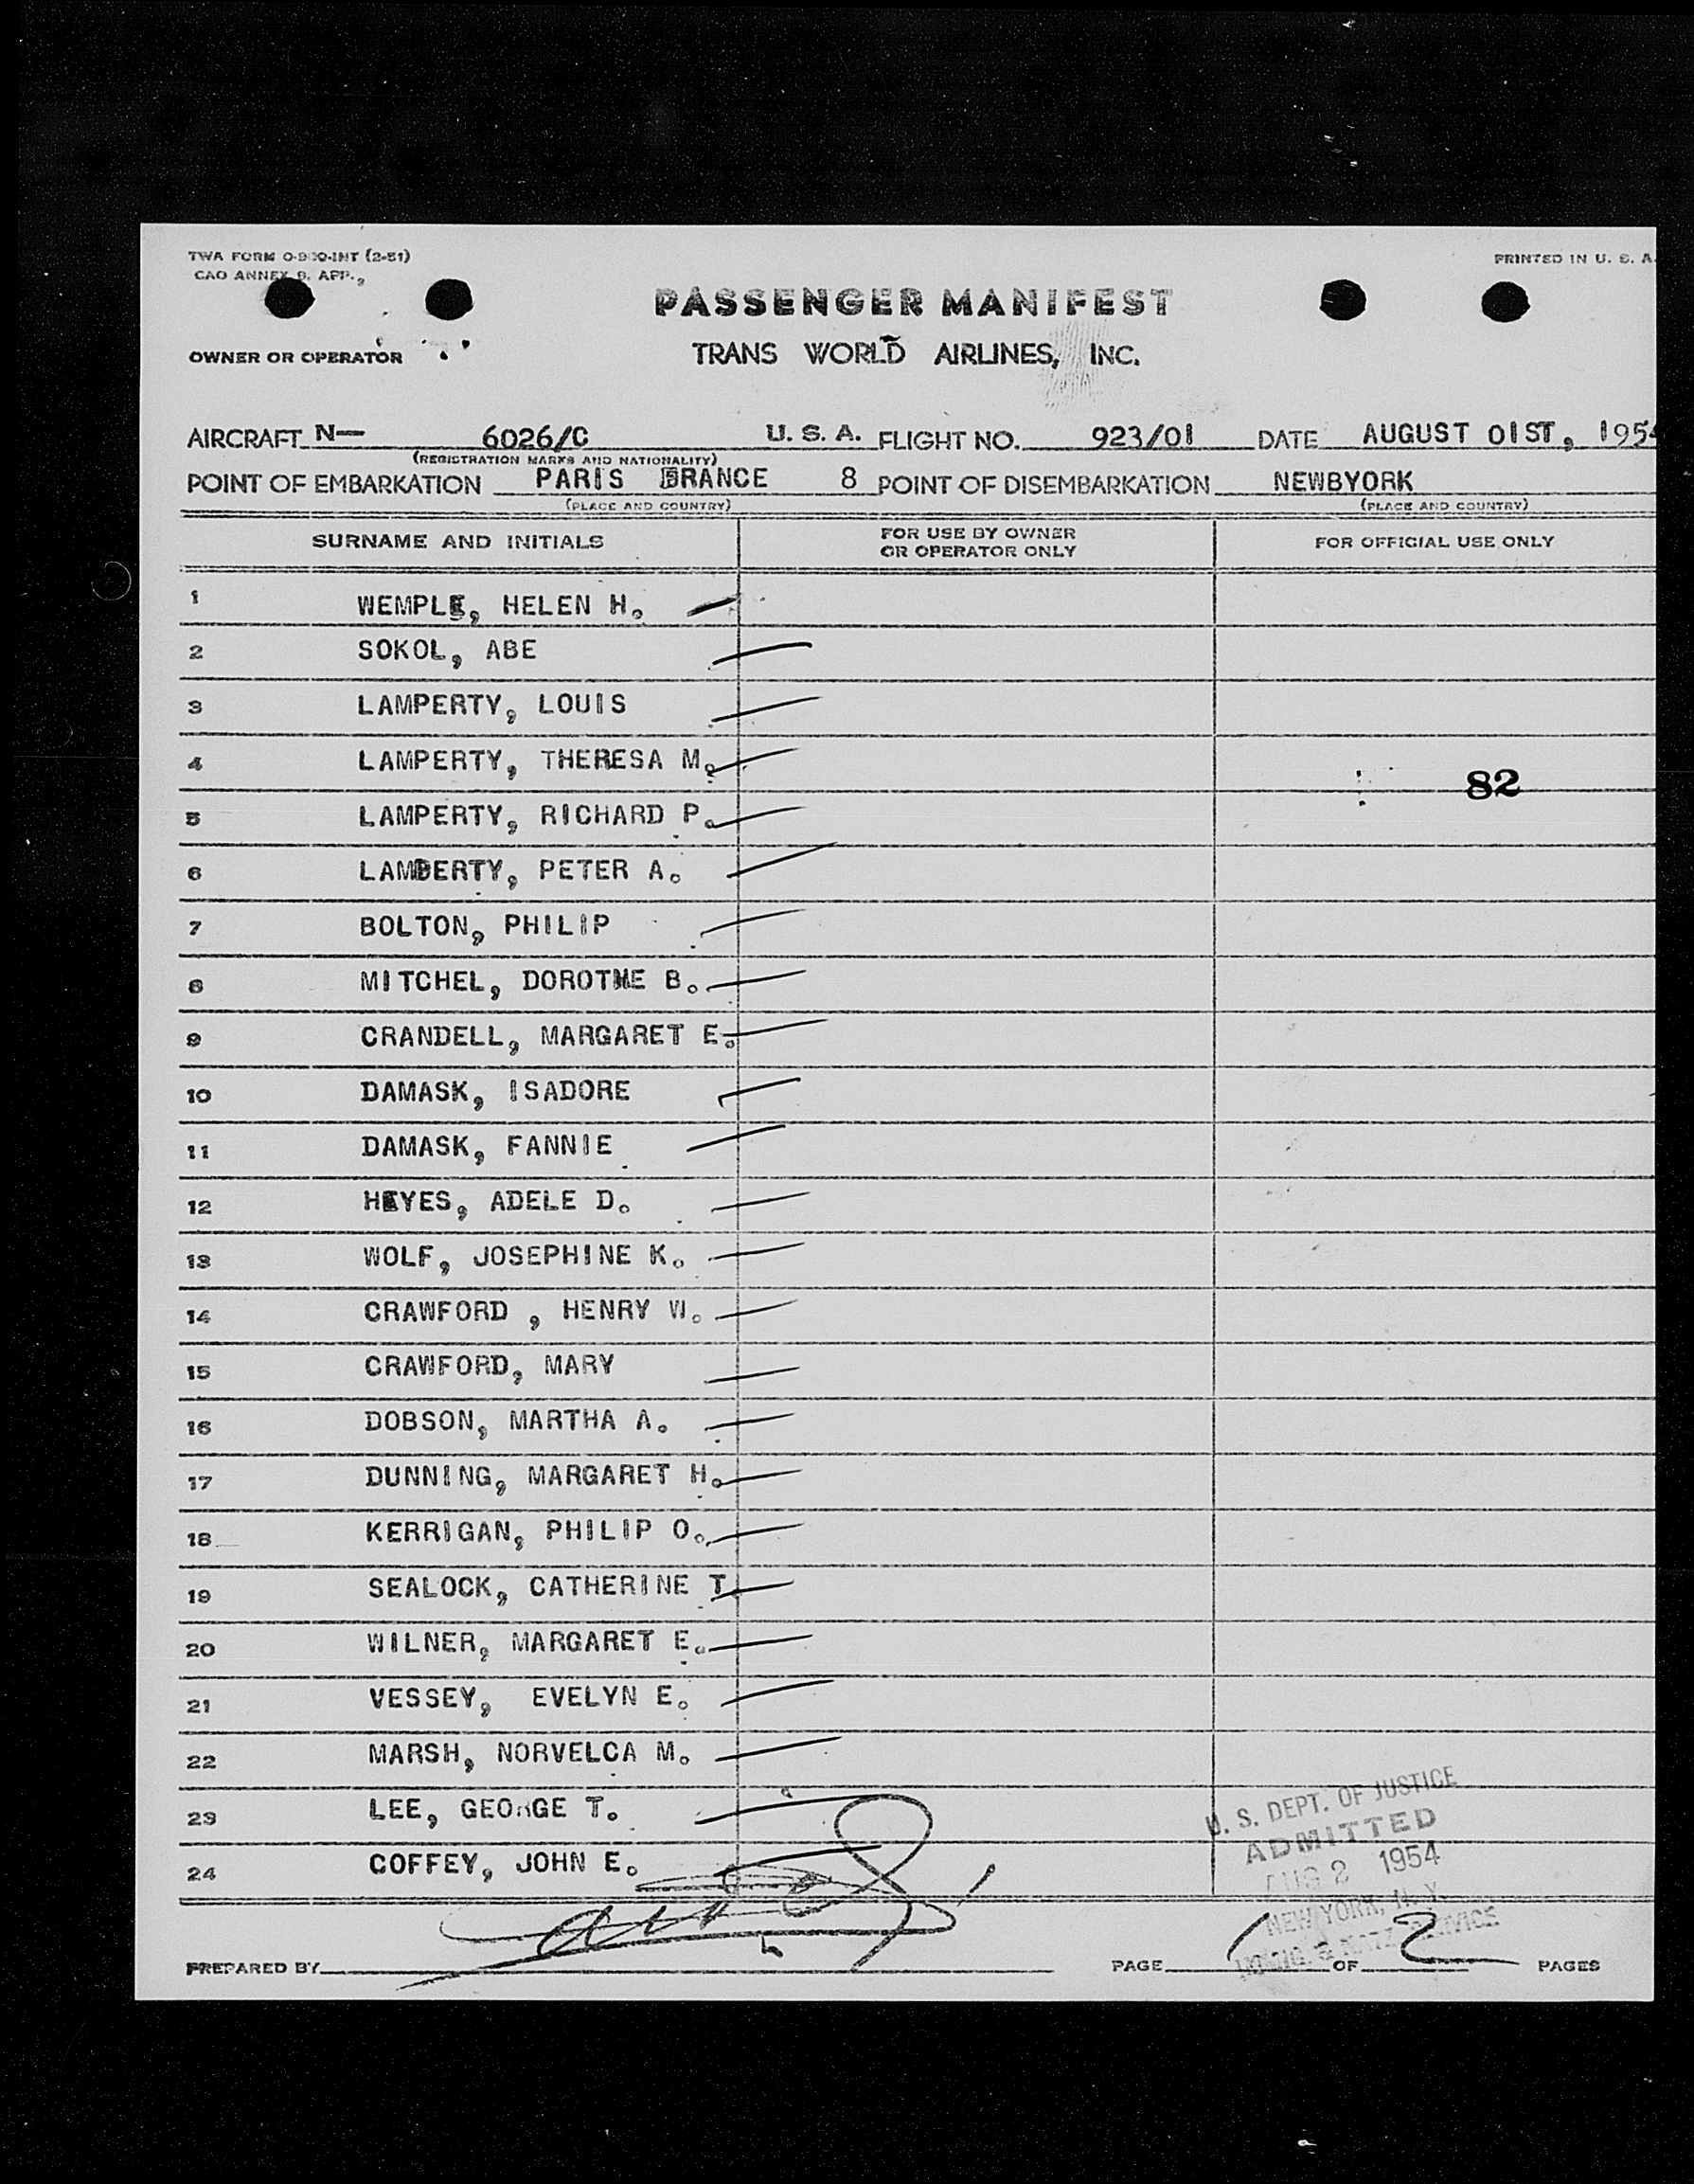 TWA FORM O-900-INT (2-51)
CAO ANNEX 9. APP.,
PRINTED IN U. S. A.
PASSENGER MANIFEST
OWNER OR OPERATOR
TRANS WORLD AIRLINES, INC.
AIRCRAFT N— 6026/C U. S. A. FLIGHT NO. 923/01 DATE AUGUST 01ST, 1954
(REGISTRATION MARKS AND NATIONALITY)
POINT OF EMBARKATION PARIS FRANCE 8 POINT OF DISEMBARKATION NEWBYORK
(PLACE AND COUNTRY) (PLACE AND COUNTRY)
SURNAME AND INITIALS FOR USE BY OWNER OR OPERATOR ONLY FOR OFFICIAL USE ONLY
1 WEMPLE, HELEN H.
2 SOKOL, ABE
3 LAMPERTY, LOUIS
4 LAMPERTY, THERESA M.
82
5 LAMPERTY, RICHARD P.
6 LAMBERTY, PETER A.
7 BOLTON, PHILIP
8 MITCHEL, DOROTHE B.
9 CRANDELL, MARGARET E.
10 DAMASK, ISADORE
11 DAMASK, FANNIE
12 HEYES, ADELE D.
13 WOLF, JOSEPHINE K.
14 CRAWFORD , HENRY W.
15 CRAWFORD, MARY
16 DOBSON, MARTHA A.
17 DUNNING, MARGARET H.
18 KERRIGAN, PHILIP O.
19 SEALOCK, CATHERINE T
20 WILNER, MARGARET E.
21 VESSEY, EVELYN E.
22 MARSH, NORVELCA M.
23 LEE, GEORGE T.
24 COFFEY, JOHN E.
U. S. DEPT. OF JUSTICE
ADMITTED
AUG 2 1954
NEW YORK, N. Y.
IMMIG. & NATZ. SERVICE
PREPARED BY PAGE 1 OF 2 PAGES